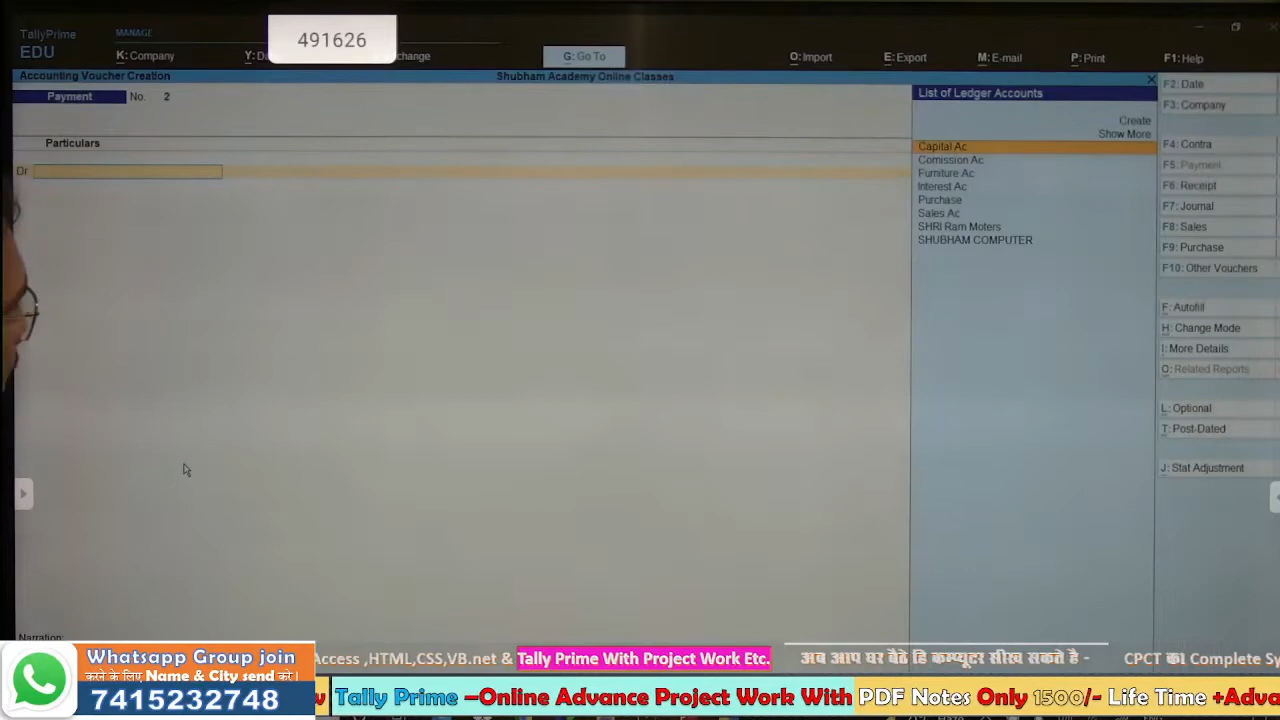 TallyPrime
EDU
MANAGE
K: Company
491626
change
G: Go To
O: Import
E: Export
M: E-mail
P: Print
F1: Help
Accounting Voucher Creation
Shubham Academy Online Classes
Payment No. 2
Particulars
Dr
List of Ledger Accounts
Create
Show More
Capital Ac
Comission Ac
Furniture Ac
Interest Ac
Purchase
Sales Ac
SHRI Ram Moters
SHUBHAM COMPUTER
F2: Date
F3: Company
F4: Contra
F5: Payment
F6: Receipt
F7: Journal
F8: Sales
F9: Purchase
F10: Other Vouchers
F: Autofill
H: Change Mode
I: More Details
O: Related Reports
L: Optional
T: Post-Dated
J: Stat Adjustment
Narration:
Whatsapp Group join
करने के लिए Name & City send करे।
7415232748
Access ,HTML,CSS,VB.net & Tally Prime With Project Work Etc.
अब आप घर बैठे हि कम्प्यूटर सीख सकते है -
CPCT का Complete Sy
Tally Prime –Online Advance Project Work With PDF Notes Only 1500/- Life Time +Adva